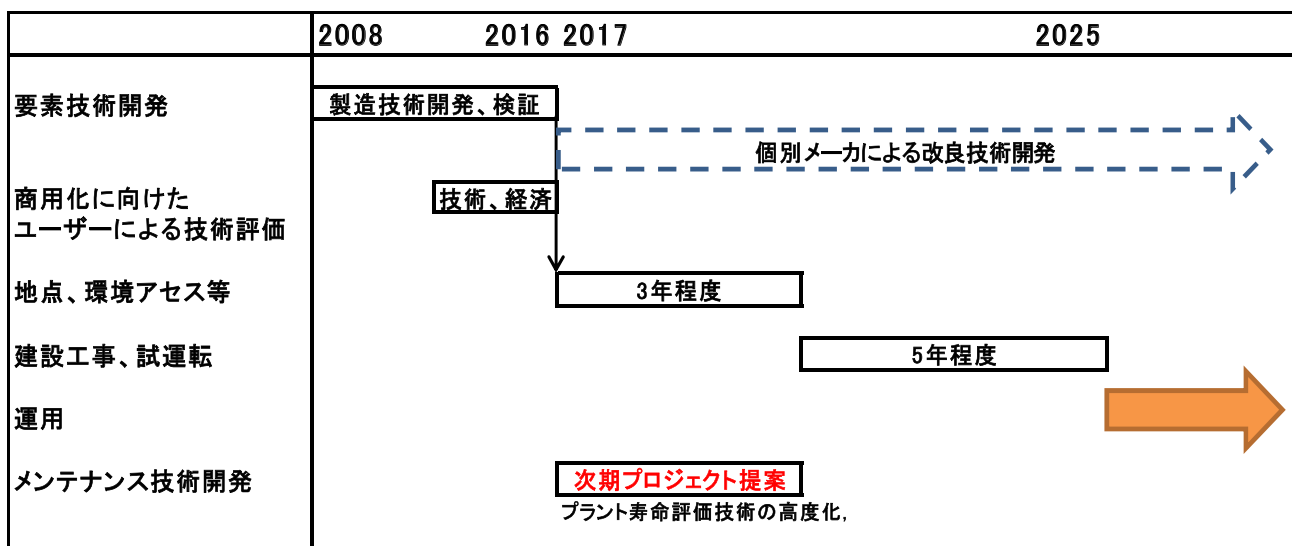 2008 2016 2017 2025
要素技術開発 製造技術開発、検証
個別メーカによる改良技術開発
商用化に向けた
ユーザーによる技術評価 技術、経済
地点、環境アセス等 3年程度
建設工事、試運転 5年程度
運用
メンテナンス技術開発 次期プロジェクト提案
プラント寿命評価技術の高度化,